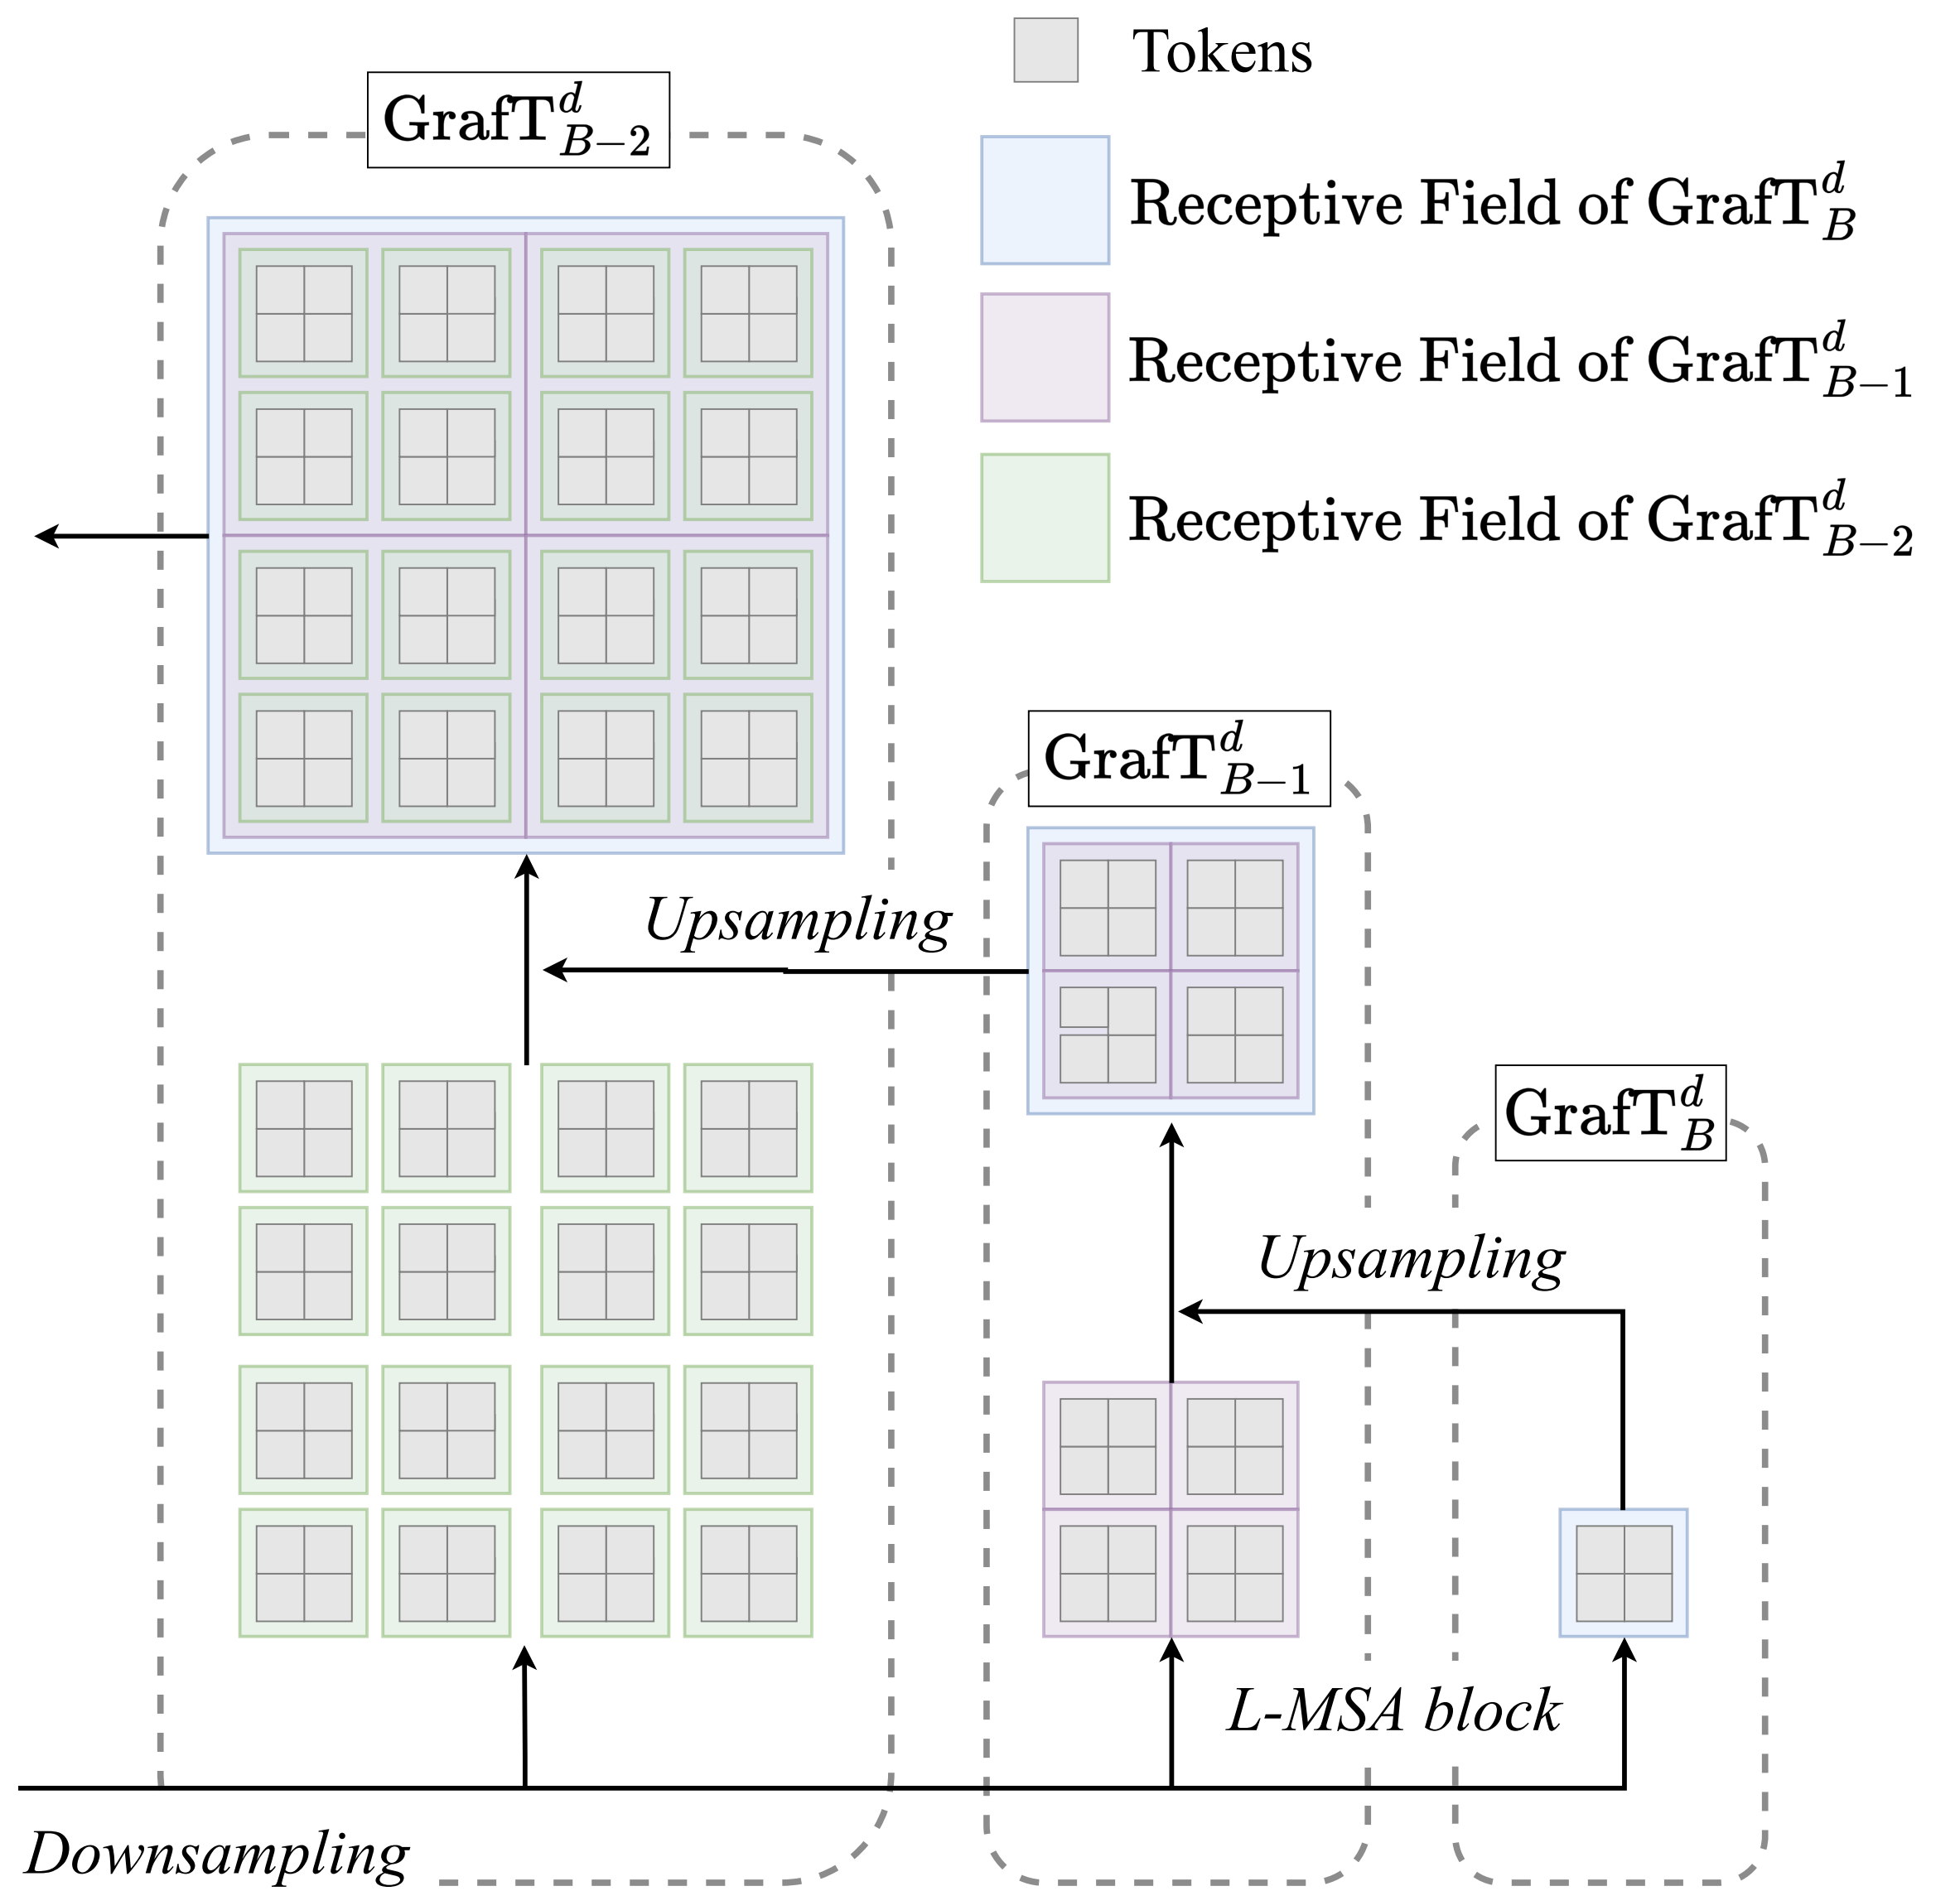 Tokens
GrafT^d_{B−2}
Receptive Field of GrafT^d_B
Receptive Field of GrafT^d_{B−1}
Receptive Field of GrafT^d_{B−2}
GrafT^d_{B−1}
Upsampling
GrafT^d_B
Upsampling
L-MSA block
Downsampling